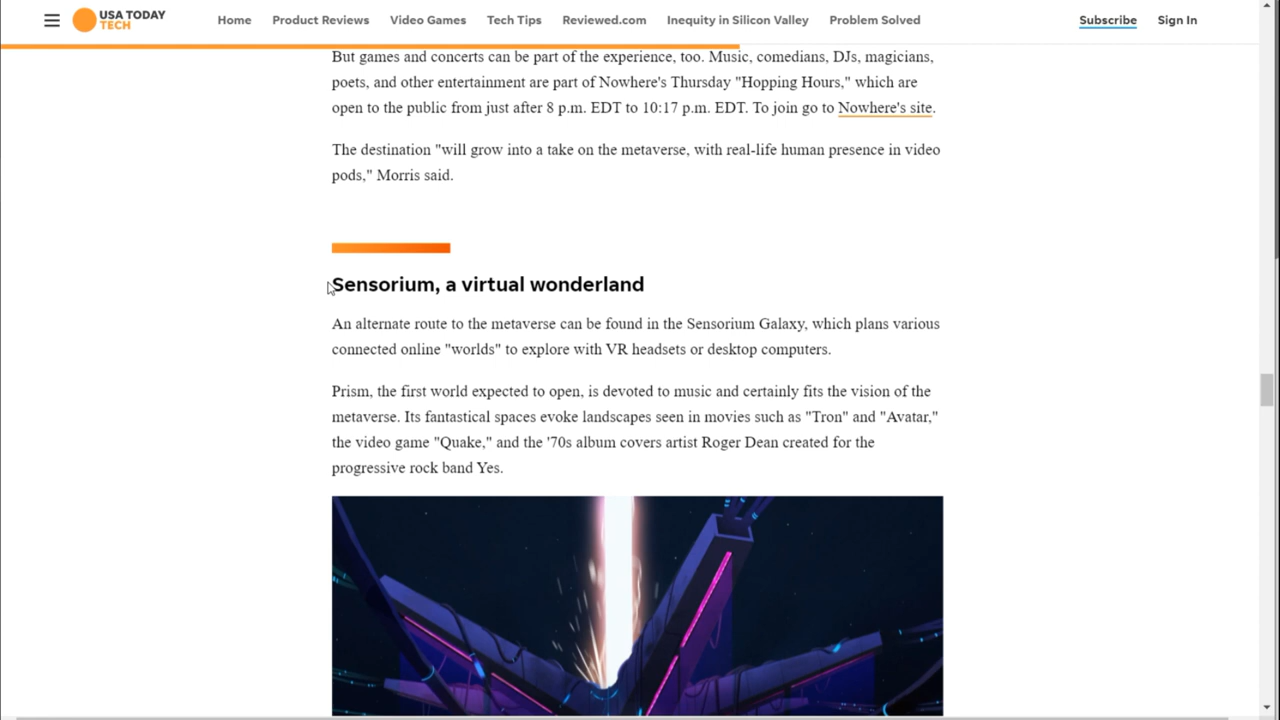 USA TODAY
TECH
Home Product Reviews Video Games Tech Tips Reviewed.com Inequity in Silicon Valley Problem Solved Subscribe Sign In
But games and concerts can be part of the experience, too. Music, comedians, DJs, magicians,
poets, and other entertainment are part of Nowhere's Thursday "Hopping Hours," which are
open to the public from just after 8 p.m. EDT to 10:17 p.m. EDT. To join go to Nowhere's site.
The destination "will grow into a take on the metaverse, with real-life human presence in video
pods," Morris said.
Sensorium, a virtual wonderland
An alternate route to the metaverse can be found in the Sensorium Galaxy, which plans various
connected online "worlds" to explore with VR headsets or desktop computers.
Prism, the first world expected to open, is devoted to music and certainly fits the vision of the
metaverse. Its fantastical spaces evoke landscapes seen in movies such as "Tron" and "Avatar,"
the video game "Quake," and the '70s album covers artist Roger Dean created for the
progressive rock band Yes.